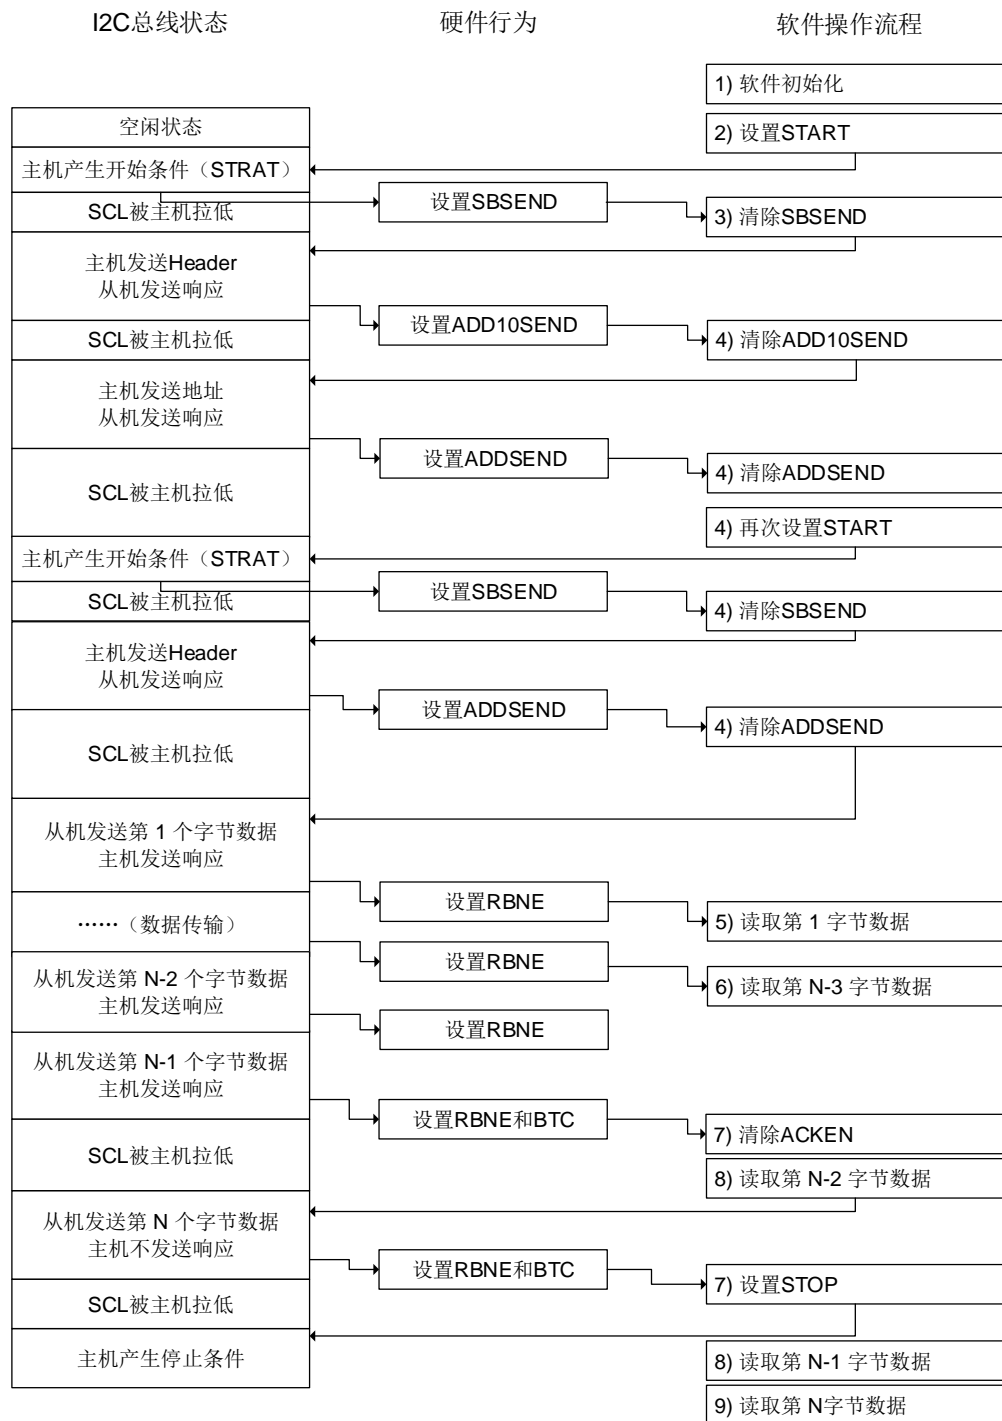 I2C总线状态
硬件行为
软件操作流程
1) 软件初始化
空闲状态
2) 设置START
主机产生开始条件（STRAT）
SCL被主机拉低
设置SBSEND
3) 清除SBSEND
主机发送Header
从机发送响应
设置ADD10SEND
SCL被主机拉低
4) 清除ADD10SEND
主机发送地址
从机发送响应
设置ADDSEND
4) 清除ADDSEND
SCL被主机拉低
4) 再次设置START
主机产生开始条件（STRAT）
SCL被主机拉低
设置SBSEND
4) 清除SBSEND
主机发送Header
从机发送响应
设置ADDSEND
4) 清除ADDSEND
SCL被主机拉低
从机发送第 1 个字节数据
主机发送响应
设置RBNE
5) 读取第 1 字节数据
……（数据传输）
设置RBNE
6) 读取第 N-3 字节数据
从机发送第 N-2 个字节数据
主机发送响应
设置RBNE
从机发送第 N-1 个字节数据
主机发送响应
设置RBNE和BTC
7) 清除ACKEN
SCL被主机拉低
8) 读取第 N-2 字节数据
从机发送第 N 个字节数据
主机不发送响应
设置RBNE和BTC
7) 设置STOP
SCL被主机拉低
主机产生停止条件
8) 读取第 N-1 字节数据
9) 读取第 N字节数据